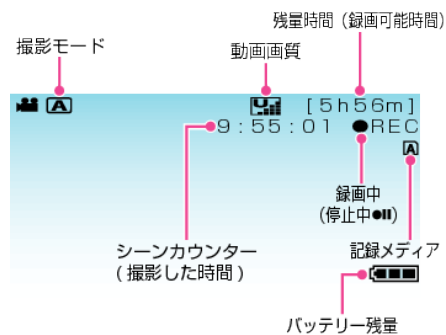 残量時間（録画可能時間）
撮影モード
動画画質
A
[5h56m]
9:55:01 ●REC
A
録画中
(停止中●II)
シーンカウンター
(撮影した時間)
記録メディア
バッテリー残量